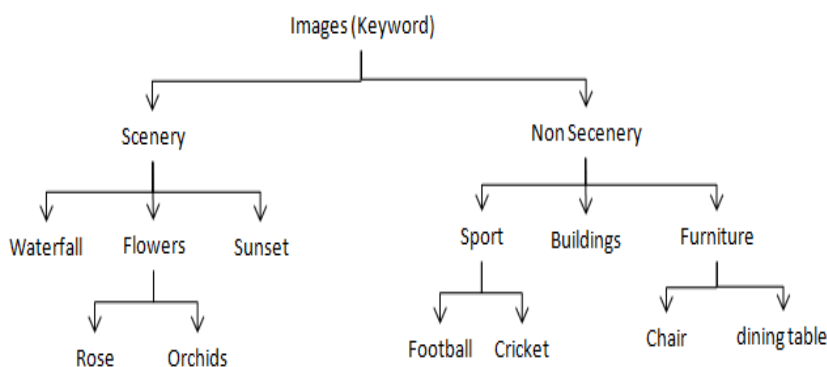 Images (Keyword)
Scenery
Non Secenery
Waterfall
Flowers
Sunset
Sport
Buildings
Furniture
Rose
Orchids
Football
Cricket
Chair
dining table